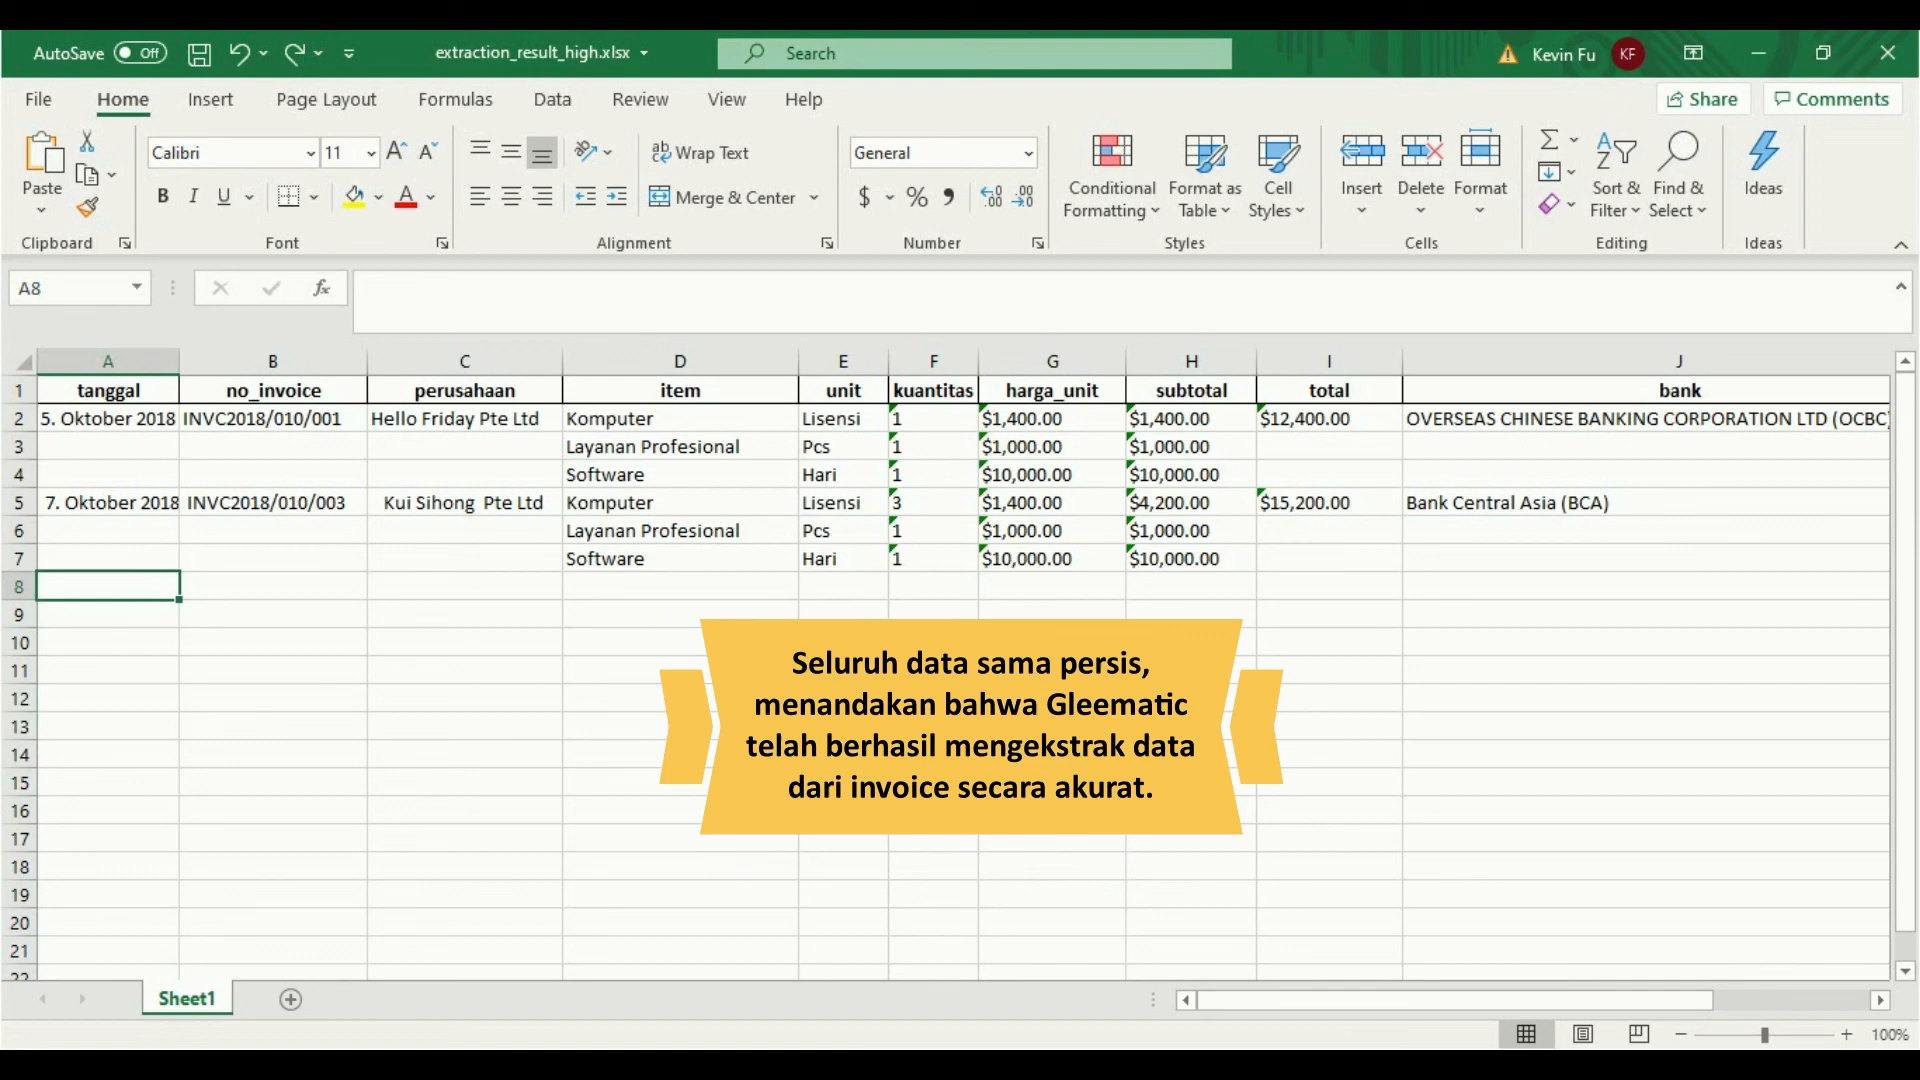 AutoSave Off extraction_result_high.xlsx Search Kevin Fu KF
File Home Insert Page Layout Formulas Data Review View Help Share Comments
Calibri 11 Wrap Text General
Paste B I U Merge & Center $ % Conditional Formatting Format as Table Cell Styles Insert Delete Format Sort & Filter Find & Select Ideas
Clipboard Font Alignment Number Styles Cells Editing Ideas
A8 fx
A B C D E F G H I J
1 tanggal no_invoice perusahaan item unit kuantitas harga_unit subtotal total bank
2 5. Oktober 2018 INVC2018/010/001 Hello Friday Pte Ltd Komputer Lisensi 1 $1,400.00 $1,400.00 $12,400.00 OVERSEAS CHINESE BANKING CORPORATION LTD (OCBC)
3 Layanan Profesional Pcs 1 $1,000.00 $1,000.00
4 Software Hari 1 $10,000.00 $10,000.00
5 7. Oktober 2018 INVC2018/010/003 Kui Sihong Pte Ltd Komputer Lisensi 3 $1,400.00 $4,200.00 $15,200.00 Bank Central Asia (BCA)
6 Layanan Profesional Pcs 1 $1,000.00 $1,000.00
7 Software Hari 1 $10,000.00 $10,000.00
8
9
10
11
12
13
14
15
16
17
18
19
20
21
22
Seluruh data sama persis,
menandakan bahwa Gleematic
telah berhasil mengekstrak data
dari invoice secara akurat.
Sheet1
100%